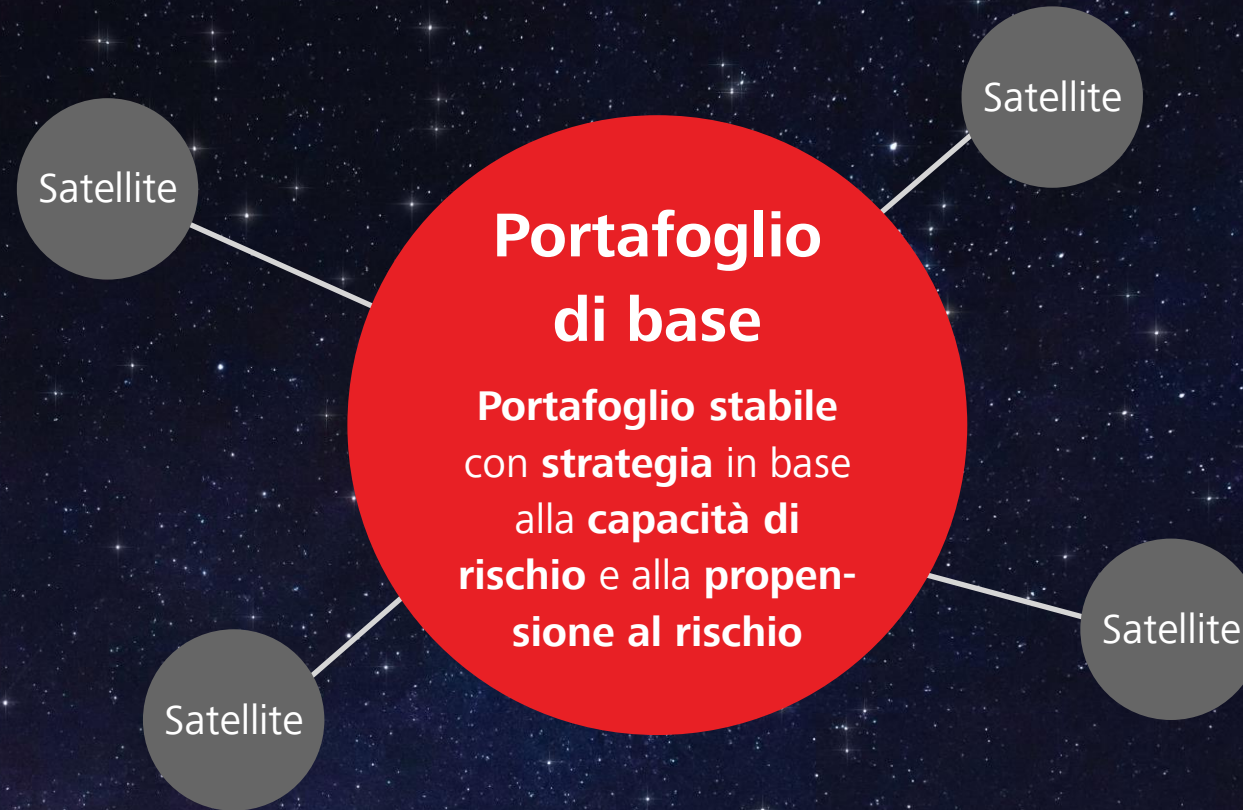 Satellite
Satellite
Portafoglio
di base
Portafoglio stabile
con strategia in base
alla capacità di
rischio e alla propen-
sione al rischio
Satellite
Satellite